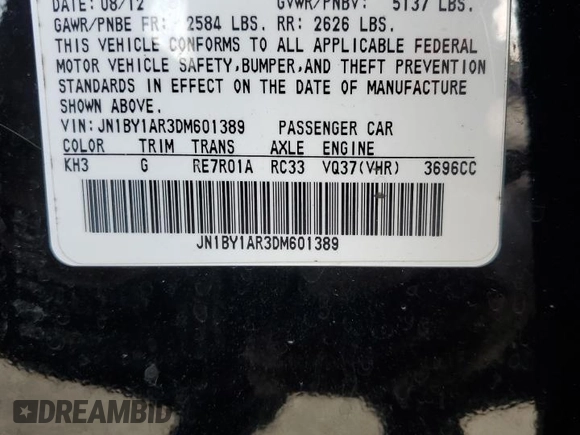 DATE: 08/12 GVWR/PNBV: 5137 LBS.
GAWR/PNBE FR: 2584 LBS. RR: 2626 LBS.
THIS VEHICLE CONFORMS TO ALL APPLICABLE FEDERAL
MOTOR VEHICLE SAFETY,BUMPER,AND THEFT PREVENTION
STANDARDS IN EFFECT ON THE DATE OF MANUFACTURE
SHOWN ABOVE.
VIN:JN1BY1AR3DM601389 PASSENGER CAR
COLOR TRIM TRANS AXLE ENGINE
KH3 G RE7R01A RC33 VQ37(VHR) 3696CC
JN1BY1AR3DM601389
DREAMBID